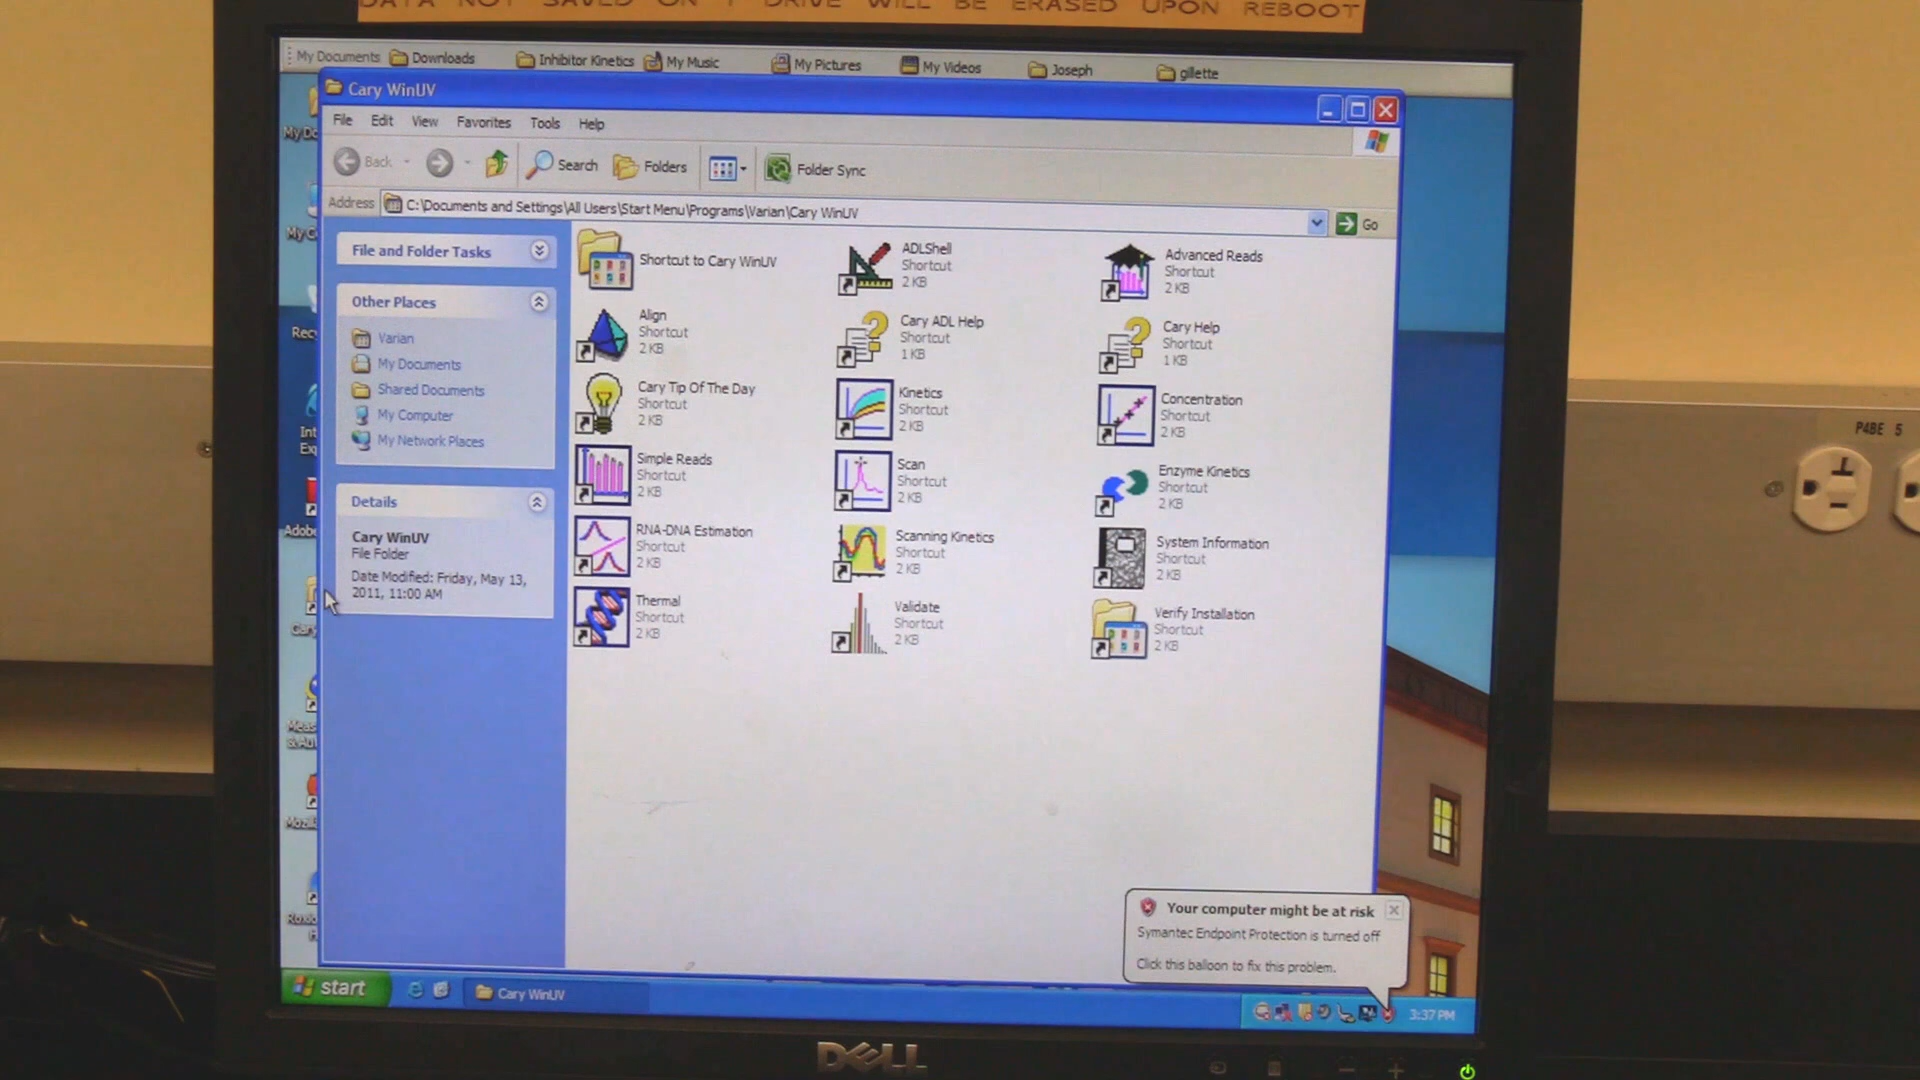 DATA NOT SAVED ON T DRIVE WILL BE ERASED UPON REBOOT
My Documents Downloads Inhibitor Kinetics My Music My Pictures My Videos Joseph gillette
Cary WinUV
File Edit View Favorites Tools Help
Back Search Folders Folder Sync
Address C:\Documents and Settings\All Users\Start Menu\Programs\Varian\Cary WinUV Go
File and Folder Tasks
Other Places
Varian
My Documents
Shared Documents
My Computer
My Network Places
Details
Cary WinUV
File Folder
Date Modified: Friday, May 13,
2011, 11:00 AM
Shortcut to Cary WinUV
ADLShell
Shortcut
2 KB
Advanced Reads
Shortcut
2 KB
Align
Shortcut
2 KB
Cary ADL Help
Shortcut
1 KB
Cary Help
Shortcut
1 KB
Cary Tip Of The Day
Shortcut
2 KB
Kinetics
Shortcut
2 KB
Concentration
Shortcut
2 KB
Simple Reads
Shortcut
2 KB
Scan
Shortcut
2 KB
Enzyme Kinetics
Shortcut
2 KB
RNA-DNA Estimation
Shortcut
2 KB
Scanning Kinetics
Shortcut
2 KB
System Information
Shortcut
2 KB
Thermal
Shortcut
2 KB
Validate
Shortcut
2 KB
Verify Installation
Shortcut
2 KB
Your computer might be at risk
Symantec Endpoint Protection is turned off
Click this balloon to fix this problem.
start Cary WinUV 3:37 PM
DELL
P4BE 5